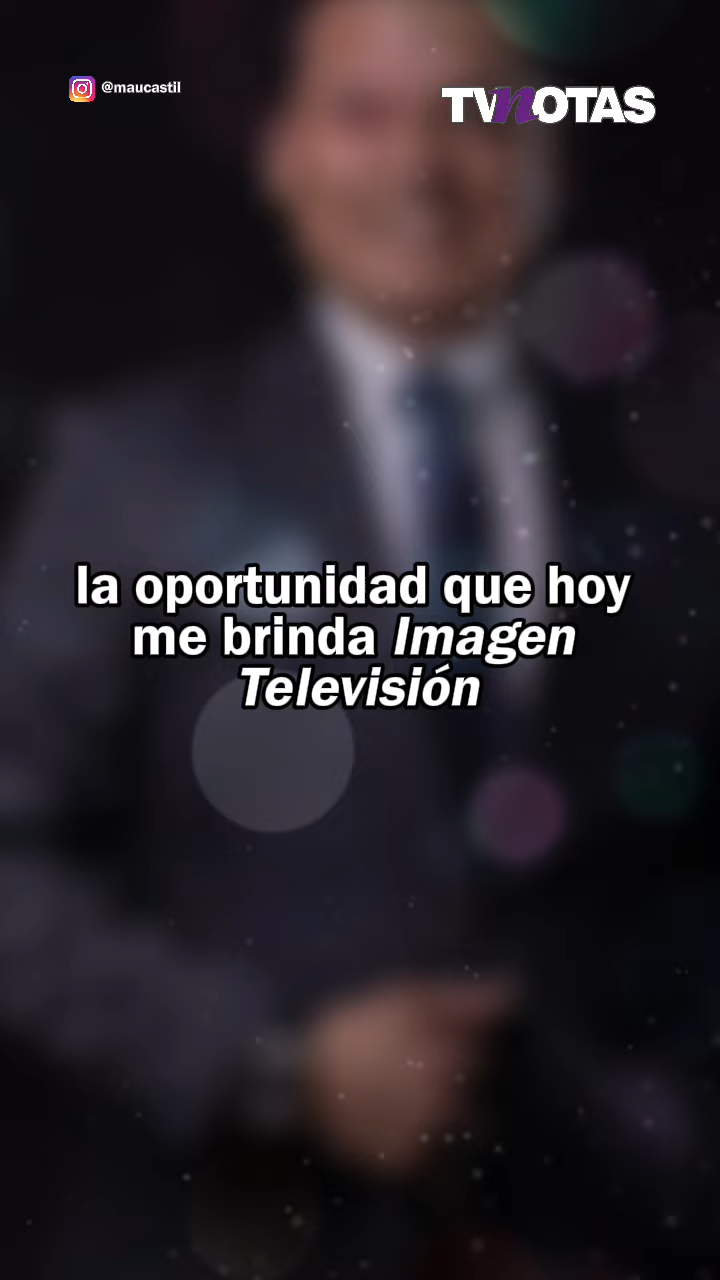 @maucastil
TVnOTAS
la oportunidad que hoy
me brinda Imagen
Televisión